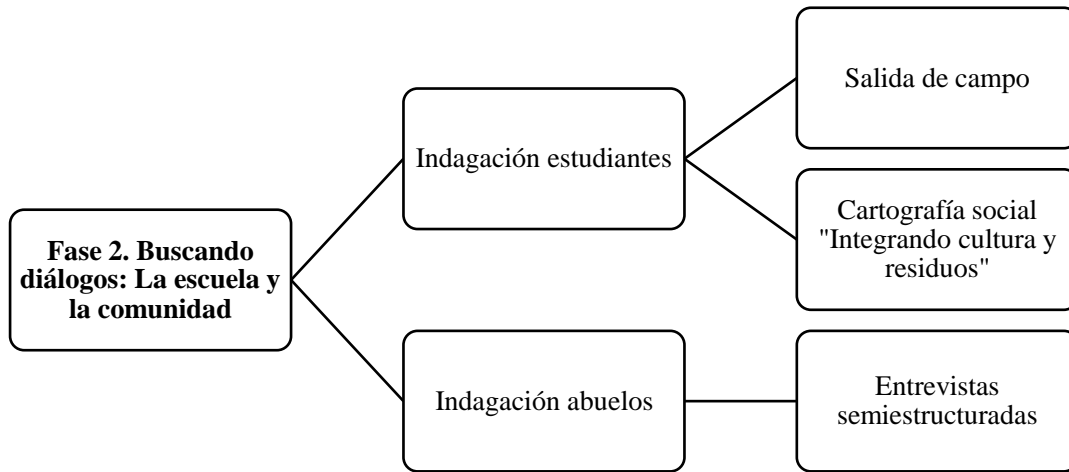 Fase 2. Buscando
diálogos: La escuela y
la comunidad
Indagación estudiantes
Salida de campo
Cartografía social
"Integrando cultura y
residuos"
Indagación abuelos
Entrevistas
semiestructuradas